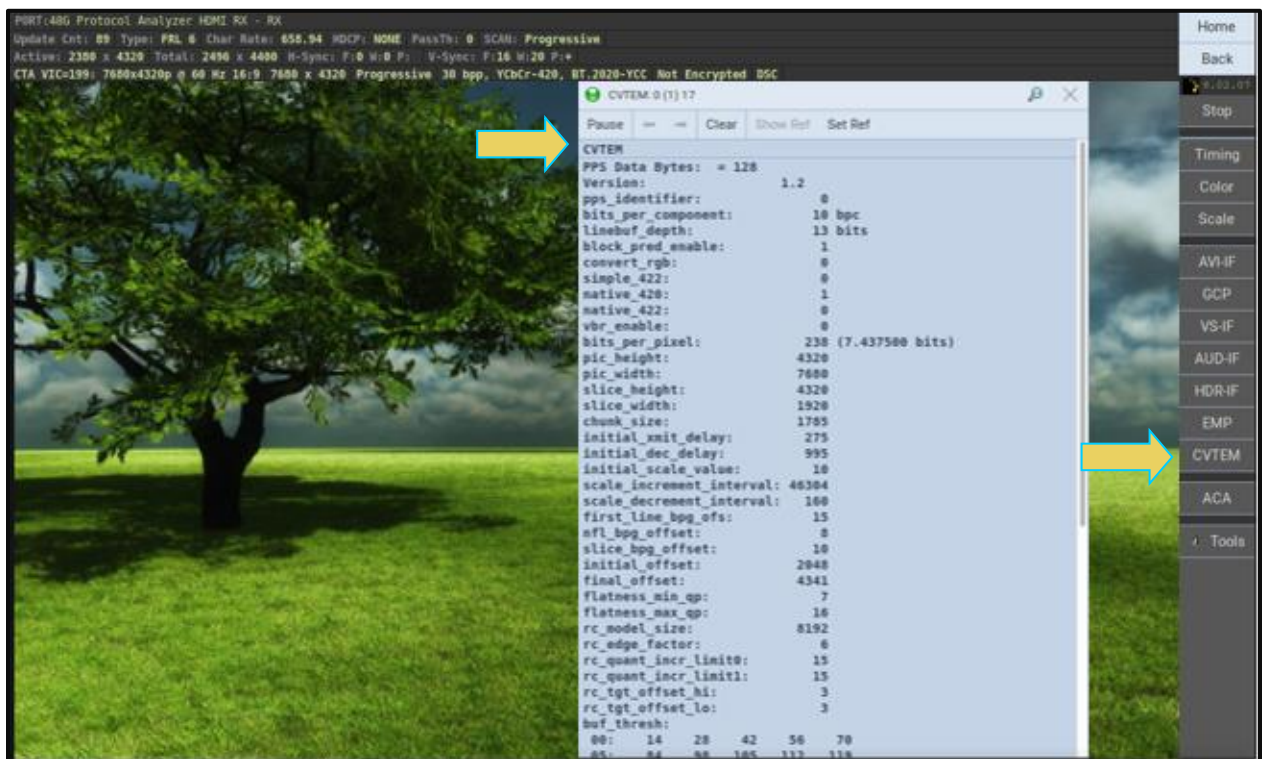 PORT:48G Protocol Analyzer HDMI RX - RX
Update Cnt: 89 Type: FRL 6 Char Rate: 658.94 HDCP: NONE PassTh: 0 SCAN: Progressive
Active: 2380 x 4320 Total: 2496 x 4400 H-Sync: F:0 W:0 P: V-Sync: F:16 W:20 P:+
CTA VIC=199: 7680x4320p @ 60 Hz 16:9 7680 x 4320 Progressive 30 bpp, YCbCr-420, BT.2020-YCC Not Encrypted DSC
CVTEM: 0 (1) 17
Pause Clear Show Ref Set Ref
CVTEM
PPS Data Bytes: = 128
Version: 1.2
pps_identifier: 0
bits_per_component: 10 bpc
linebuf_depth: 13 bits
block_pred_enable: 1
convert_rgb: 0
simple_422: 0
native_420: 1
native_422: 0
vbr_enable: 0
bits_per_pixel: 238 (7.437500 bits)
pic_height: 4320
pic_width: 7680
slice_height: 4320
slice_width: 1920
chunk_size: 1785
initial_xmit_delay: 275
initial_dec_delay: 995
initial_scale_value: 10
scale_increment_interval: 46304
scale_decrement_interval: 160
first_line_bpg_ofs: 15
nfl_bpg_offset: 8
slice_bpg_offset: 10
initial_offset: 2048
final_offset: 4341
flatness_min_qp: 7
flatness_max_qp: 16
rc_model_size: 8192
rc_edge_factor: 6
rc_quant_incr_limit0: 15
rc_quant_incr_limit1: 15
rc_tgt_offset_hi: 3
rc_tgt_offset_lo: 3
buf_thresh:
00: 14 28 42 56 70
05: 84 98 105 112 119
Home
Back
Stop
Timing
Color
Scale
AVI-IF
GCP
VS-IF
AUD-IF
HDR-IF
EMP
CVTEM
ACA
Tools